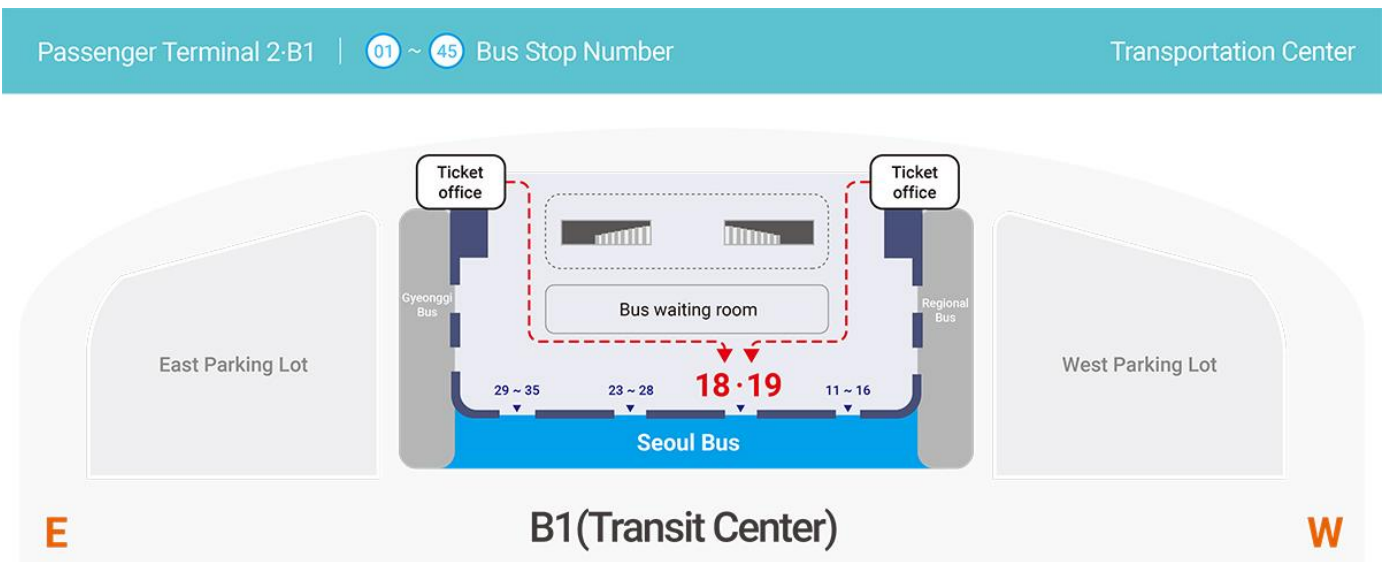 Passenger Terminal 2·B1 | 01 ~ 45 Bus Stop Number
Transportation Center
Ticket
office
Ticket
office
Gyeonggi
Bus
Bus waiting room
Regional
Bus
East Parking Lot
West Parking Lot
29 ~ 35
23 ~ 28
18 · 19
11 ~ 16
Seoul Bus
E
B1(Transit Center)
W